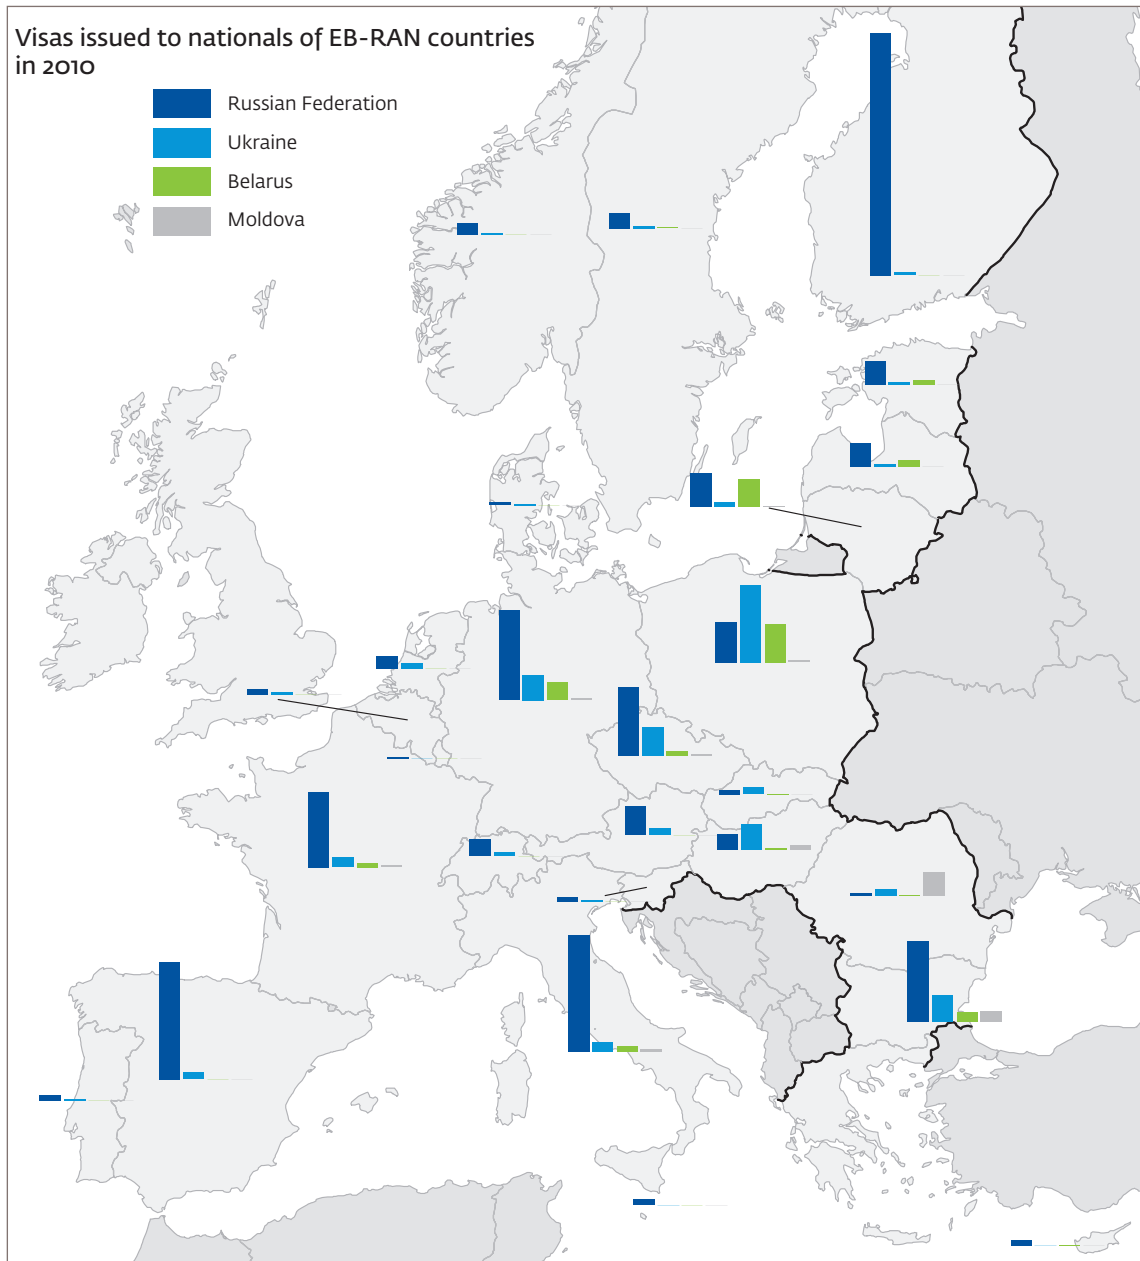 Visas issued to nationals of EB-RAN countries
in 2010
Russian Federation
Ukraine
Belarus
Moldova